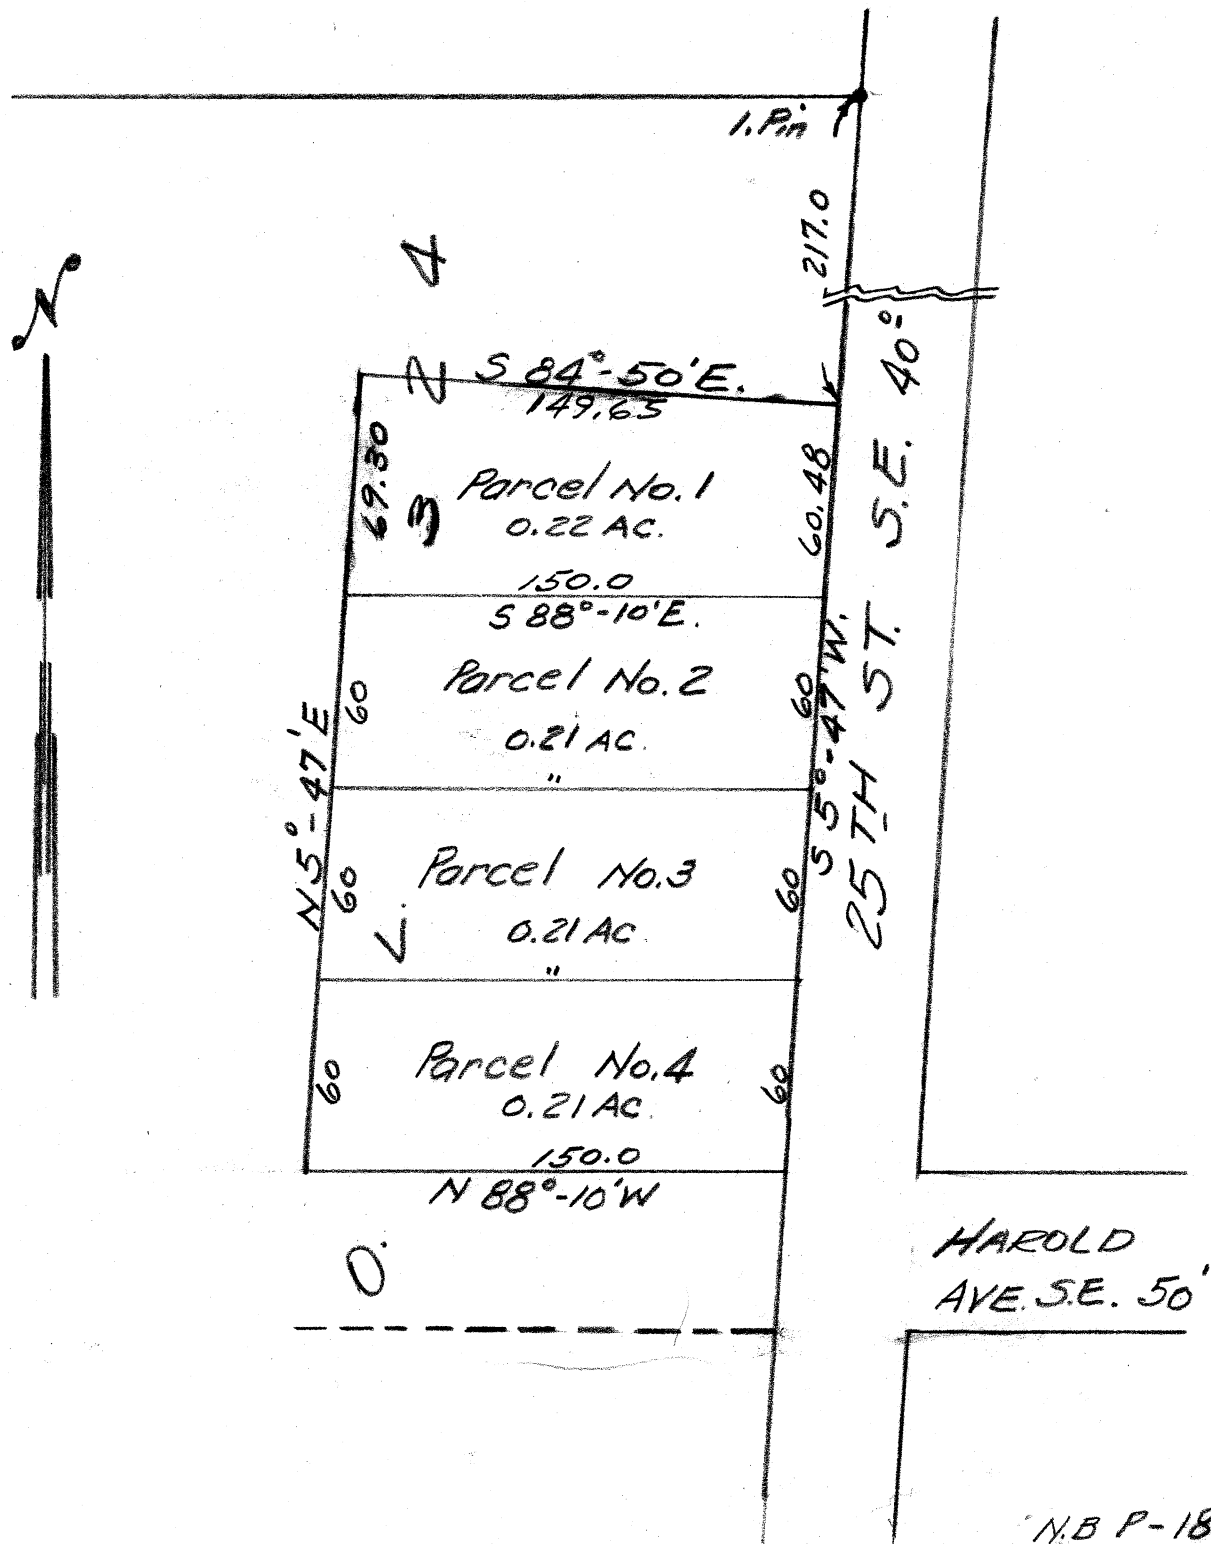 I. Pin
217.0
N
O. L. 3 2 4
S 84°-50'E.
149.65
69.30
Parcel No. 1
0.22 AC.
60.48
150.0
S 88°-10'E.
Parcel No. 2
0.21 AC.
60
60
"
N 5°-47'E
S 5°-47'W.
25TH ST. S.E. 40'
Parcel No. 3
0.21 AC.
60
60
"
Parcel No. 4
0.21 AC.
60
60
150.0
N 88°-10'W
HAROLD
AVE. S.E. 50'
N.B P-18